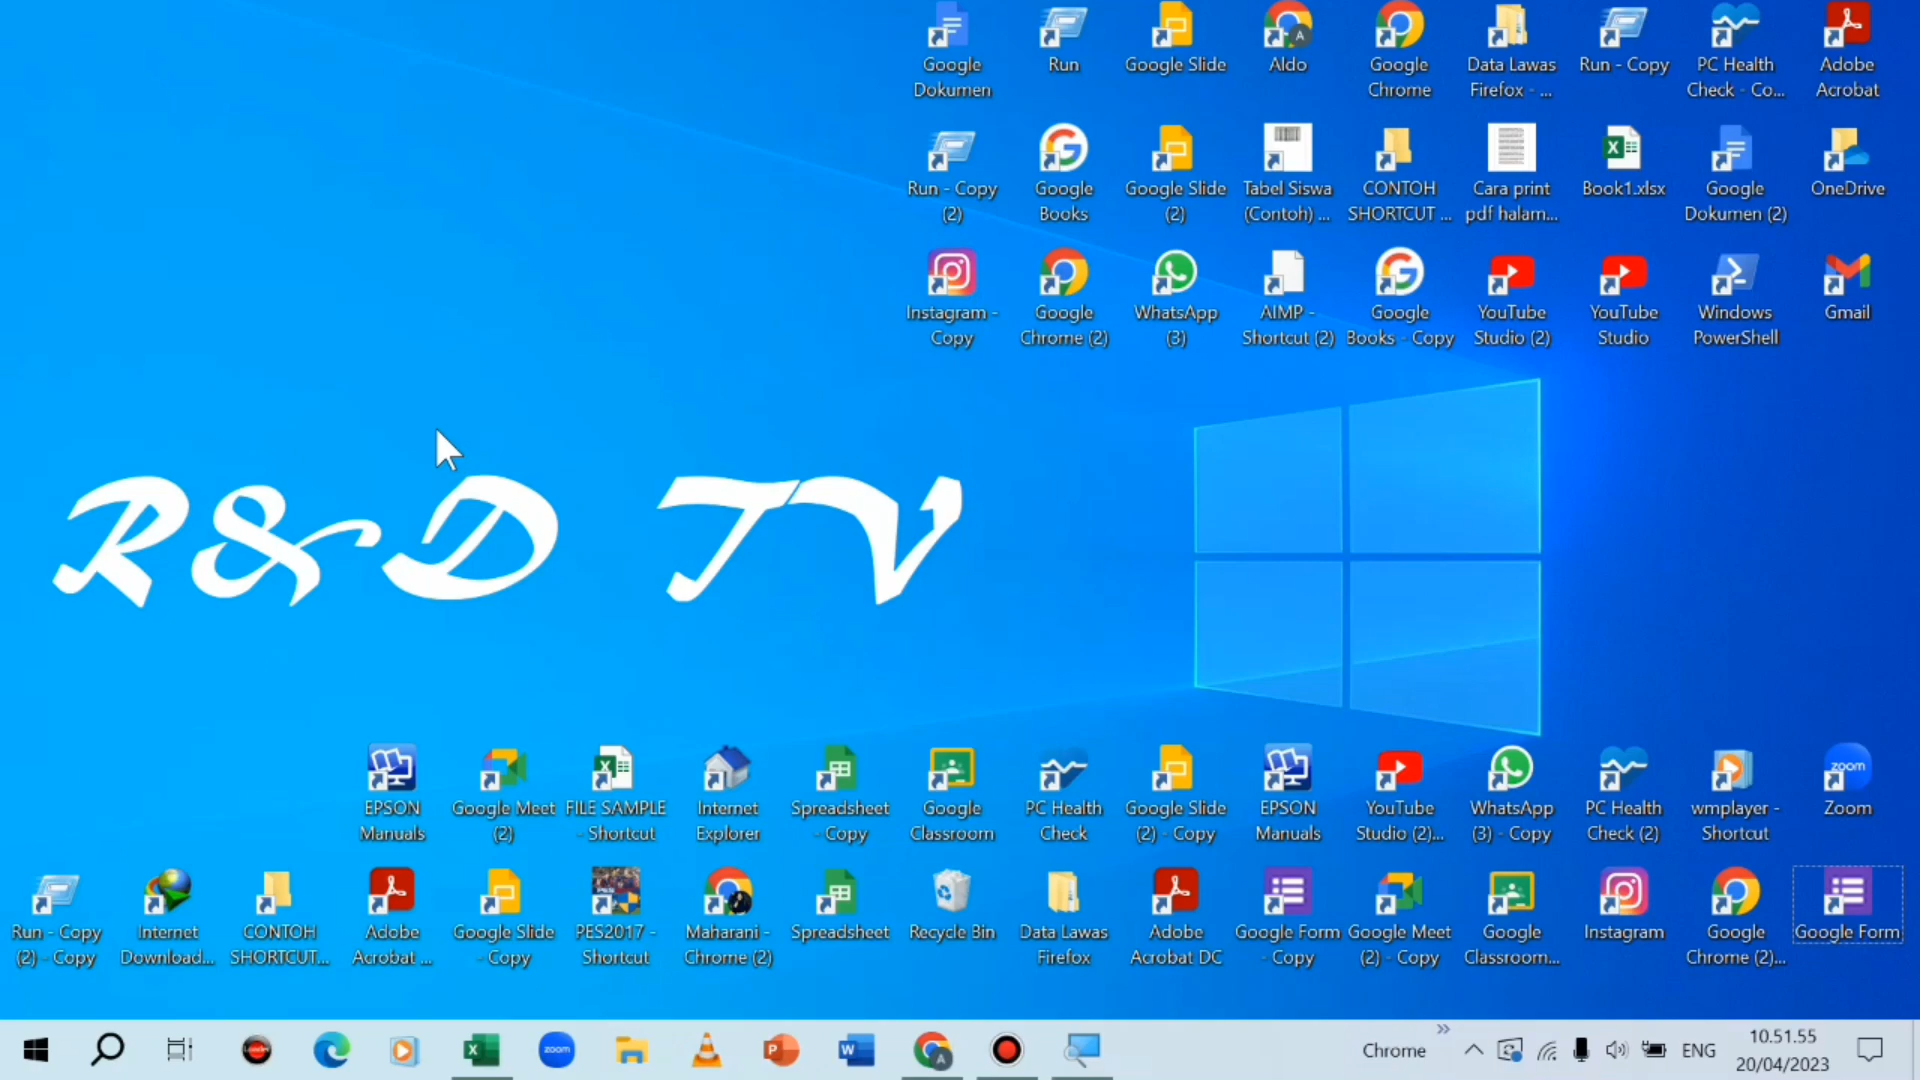 Google
Dokumen
Run
Google Slide
Aldo
Google
Chrome
Data Lawas
Firefox - ...
Run - Copy
PC Health
Check - Co...
Adobe
Acrobat
Run - Copy
(2)
Google
Books
Google Slide
(2)
Tabel Siswa
(Contoh) ...
CONTOH
SHORTCUT ...
Cara print
pdf halam...
Book1.xlsx
Google
Dokumen (2)
OneDrive
Instagram -
Copy
Google
Chrome (2)
WhatsApp
(3)
AIMP -
Shortcut (2)
Google
Books - Copy
YouTube
Studio (2)
YouTube
Studio
Windows
PowerShell
Gmail
R&D TV
EPSON
Manuals
Google Meet
(2)
FILE SAMPLE
- Shortcut
Internet
Explorer
Spreadsheet
- Copy
Google
Classroom
PC Health
Check
Google Slide
(2) - Copy
EPSON
Manuals
YouTube
Studio (2)...
WhatsApp
(3) - Copy
PC Health
Check (2)
wmplayer -
Shortcut
zoom
Zoom
Run - Copy
(2) - Copy
Internet
Download...
CONTOH
SHORTCUT...
Adobe
Acrobat ...
Google Slide
- Copy
PES2017 -
Shortcut
Maharani -
Chrome (2)
Spreadsheet
Recycle Bin
Data Lawas
Firefox
Adobe
Acrobat DC
Google Form
- Copy
Google Meet
(2) - Copy
Google
Classroom...
Instagram
Google
Chrome (2)...
Google Form
zoom
Chrome
ENG
10.51.55
20/04/2023